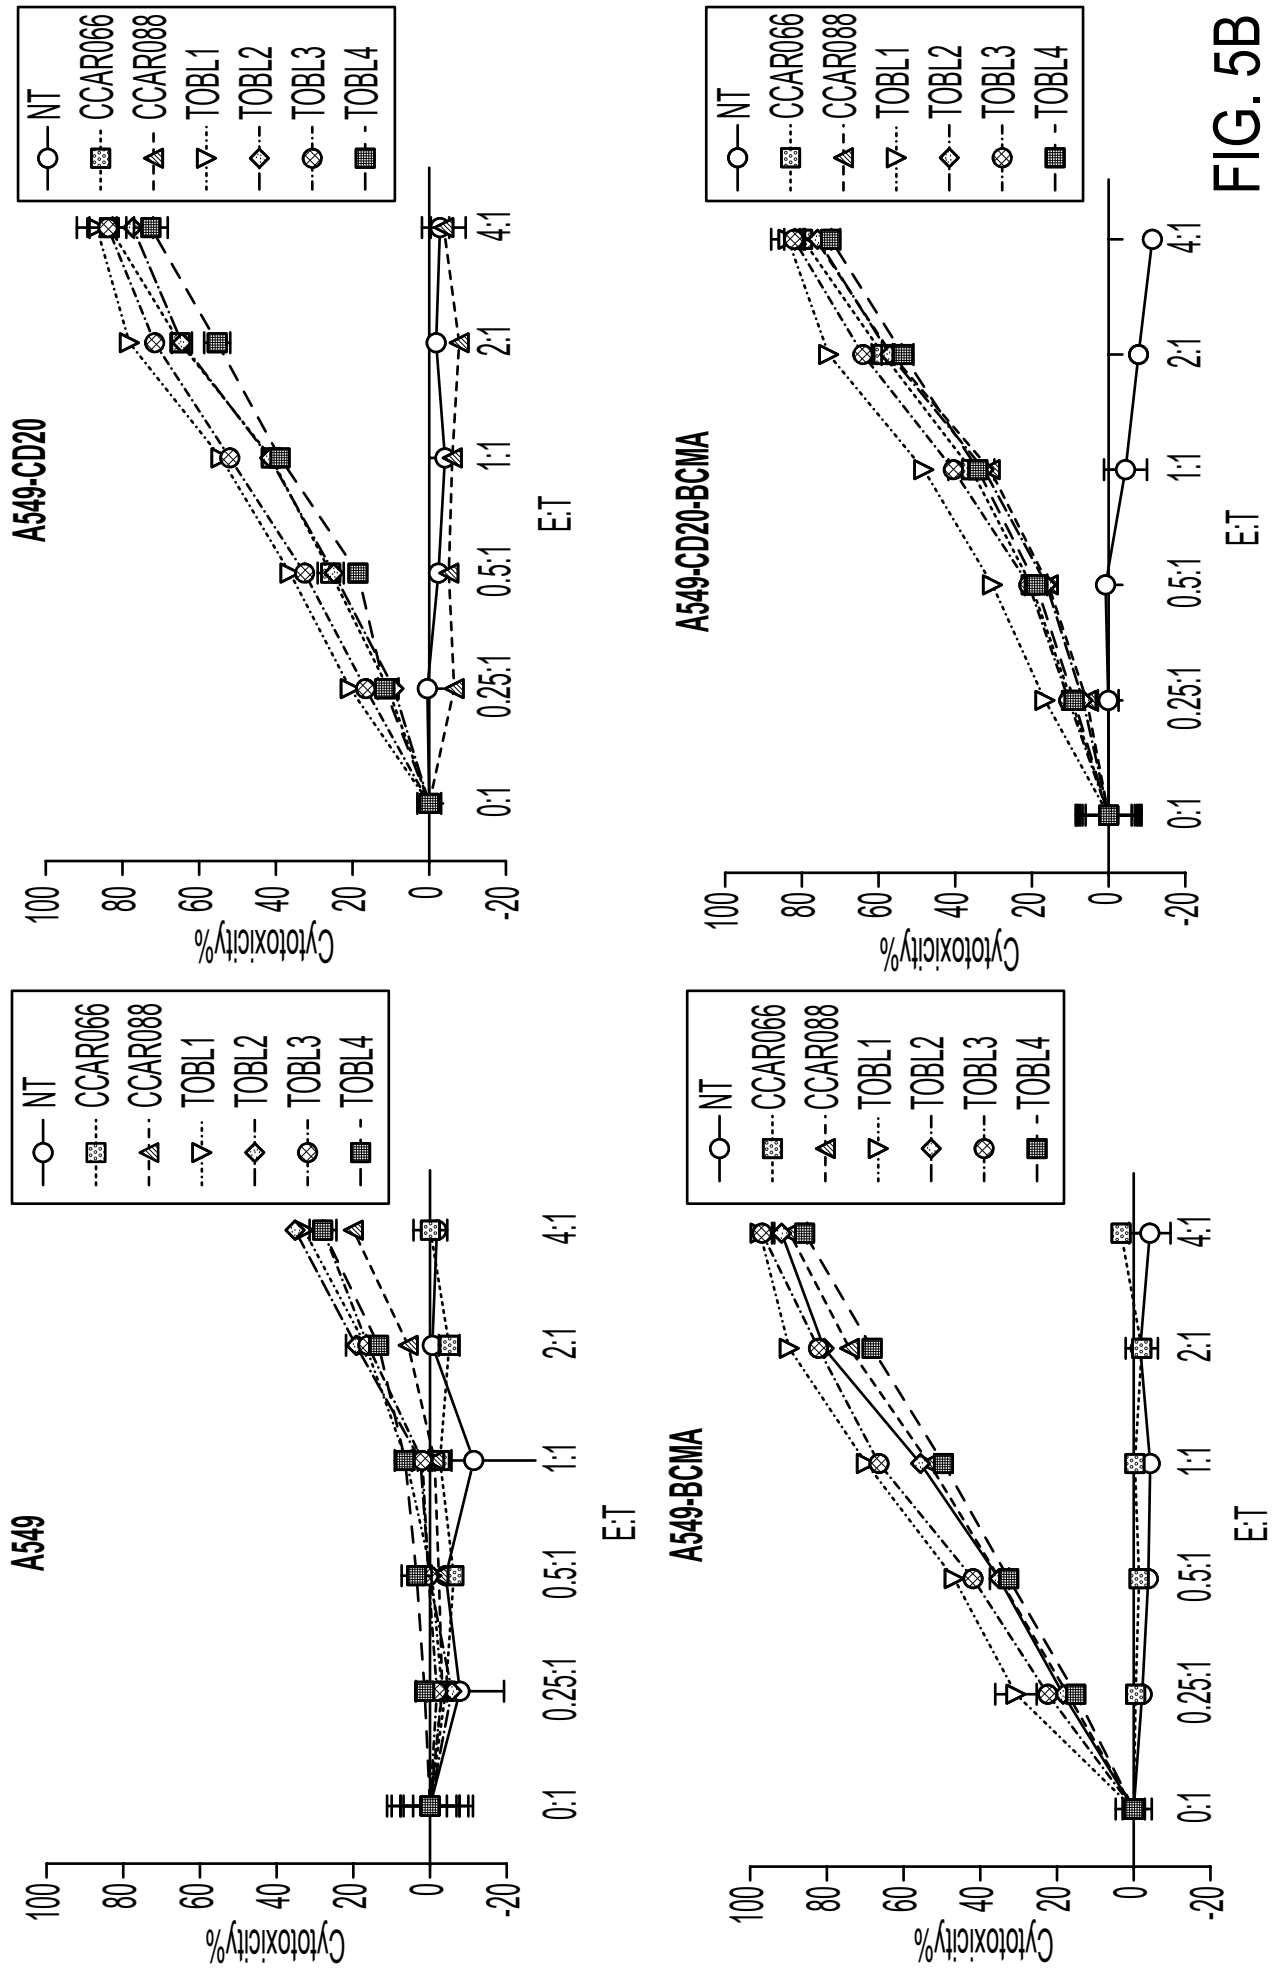 A549
Cytotoxicity%
100
80
60
40
20
0
-20
0:1
0.25:1
0.5:1
1:1
2:1
4:1
E:T
NT
CCAR066
CCAR088
TOBL1
TOBL2
TOBL3
TOBL4
A549-CD20
Cytotoxicity%
100
80
60
40
20
0
-20
0:1
0.25:1
0.5:1
1:1
2:1
4:1
E:T
NT
CCAR066
CCAR088
TOBL1
TOBL2
TOBL3
TOBL4
A549-BCMA
Cytotoxicity%
100
80
60
40
20
0
-20
0:1
0.25:1
0.5:1
1:1
2:1
4:1
E:T
NT
CCAR066
CCAR088
TOBL1
TOBL2
TOBL3
TOBL4
A549-CD20-BCMA
Cytotoxicity%
100
80
60
40
20
0
-20
0:1
0.25:1
0.5:1
1:1
2:1
4:1
E:T
NT
CCAR066
CCAR088
TOBL1
TOBL2
TOBL3
TOBL4
FIG. 5B